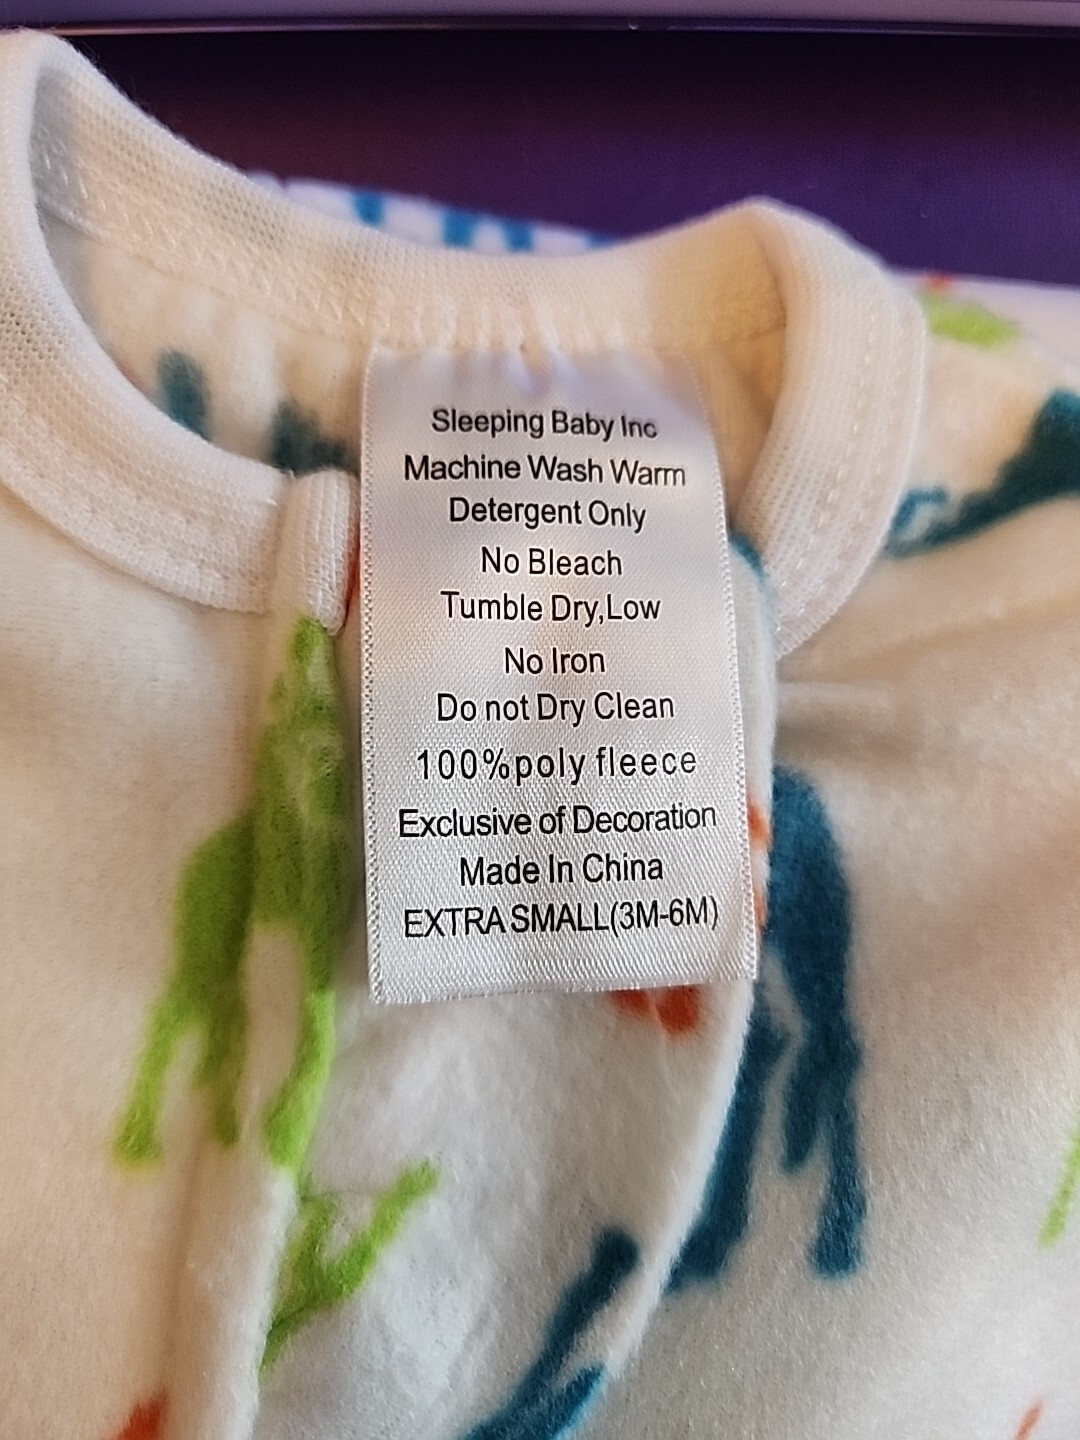 Sleeping Baby Inc
Machine Wash Warm
Detergent Only
No Bleach
Tumble Dry,Low
No Iron
Do not Dry Clean
100%poly fleece
Exclusive of Decoration
Made In China
EXTRA SMALL(3M-6M)